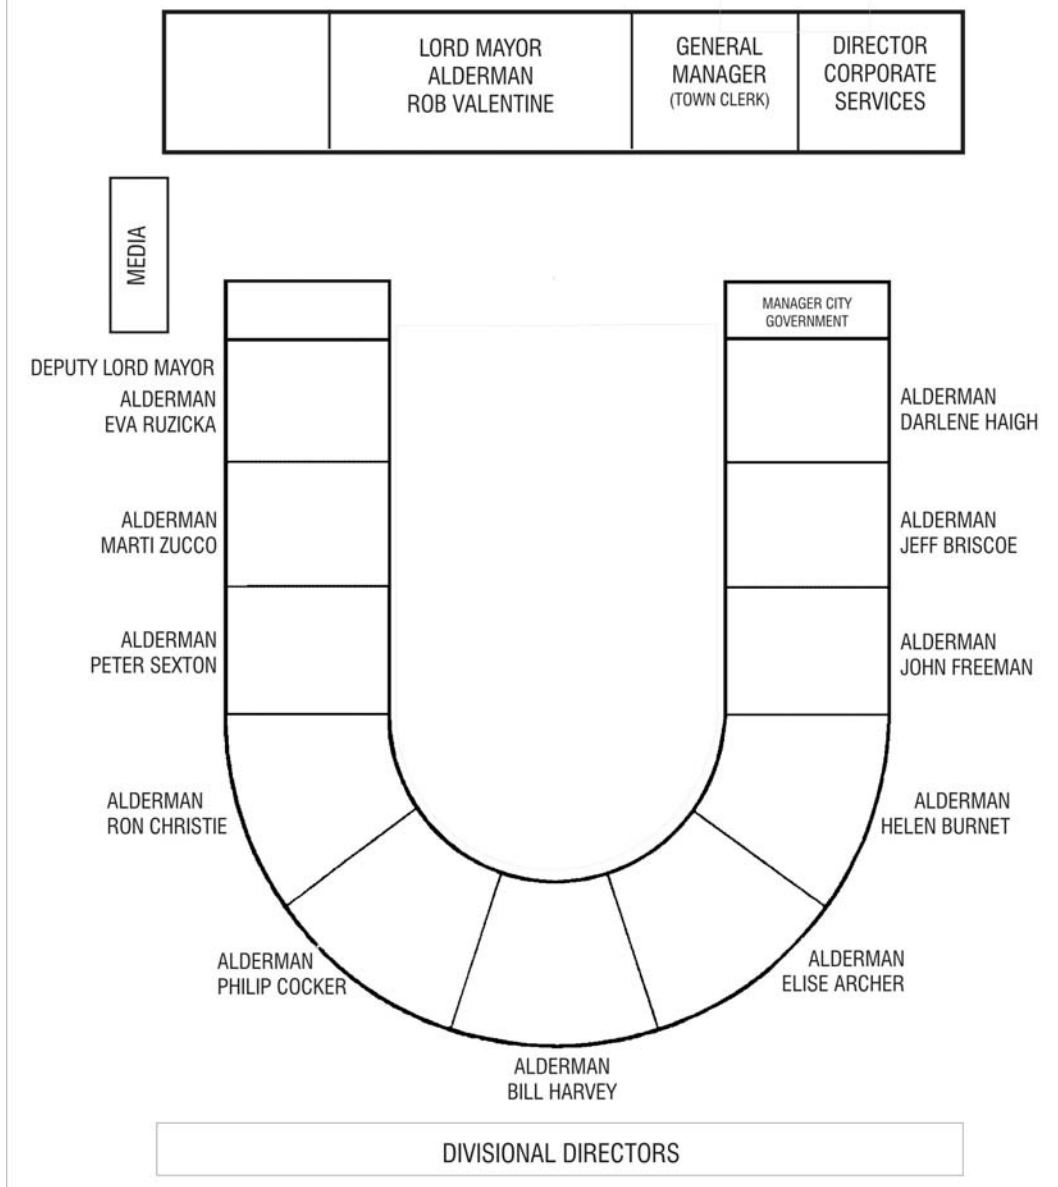 LORD MAYOR
ALDERMAN
ROB VALENTINE
GENERAL
MANAGER
(TOWN CLERK)
DIRECTOR
CORPORATE
SERVICES
MEDIA
MANAGER CITY
GOVERNMENT
DEPUTY LORD MAYOR
ALDERMAN
EVA RUZICKA
ALDERMAN
DARLENE HAIGH
ALDERMAN
MARTI ZUCCO
ALDERMAN
JEFF BRISCOE
ALDERMAN
PETER SEXTON
ALDERMAN
JOHN FREEMAN
ALDERMAN
RON CHRISTIE
ALDERMAN
HELEN BURNET
ALDERMAN
PHILIP COCKER
ALDERMAN
ELISE ARCHER
ALDERMAN
BILL HARVEY
DIVISIONAL DIRECTORS